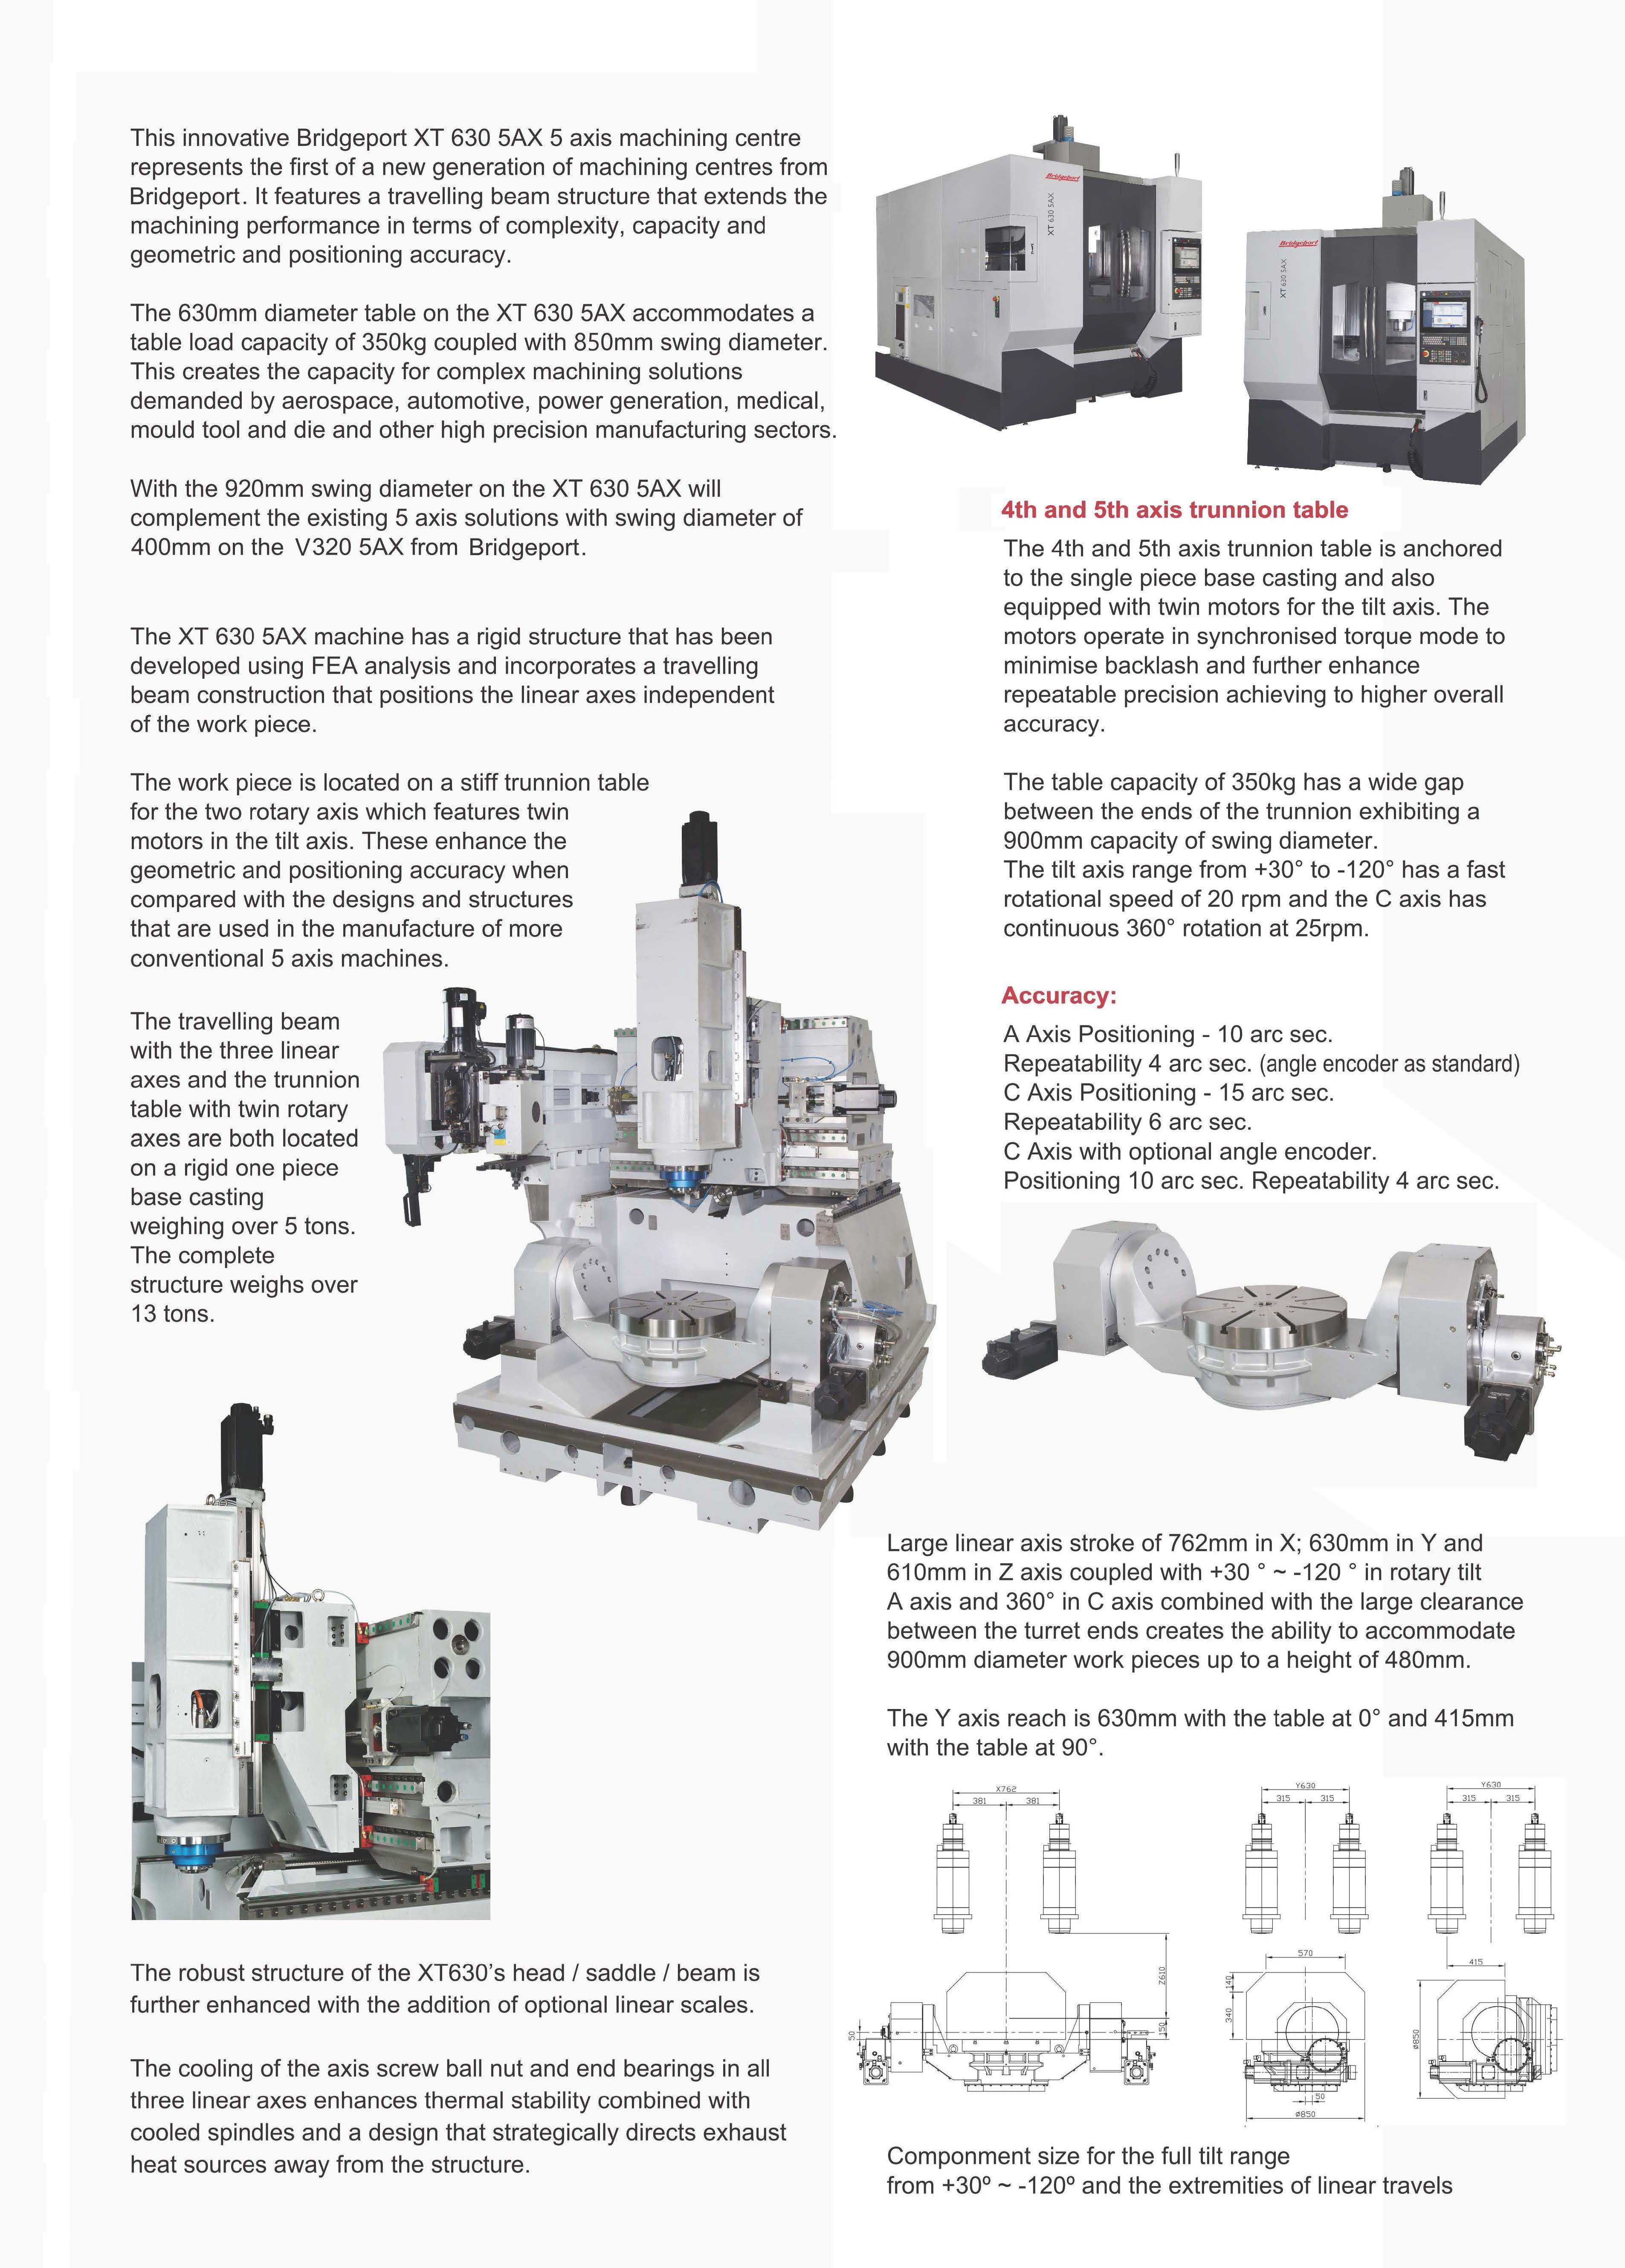 This innovative Bridgeport XT 630 5AX 5 axis machining centre
represents the first of a new generation of machining centres from
Bridgeport. It features a travelling beam structure that extends the
machining performance in terms of complexity, capacity and
geometric and positioning accuracy.
The 630mm diameter table on the XT 630 5AX accommodates a
table load capacity of 350kg coupled with 850mm swing diameter.
This creates the capacity for complex machining solutions
demanded by aerospace, automotive, power generation, medical,
mould tool and die and other high precision manufacturing sectors.
With the 920mm swing diameter on the XT 630 5AX will
complement the existing 5 axis solutions with swing diameter of
400mm on the V320 5AX from Bridgeport.
The XT 630 5AX machine has a rigid structure that has been
developed using FEA analysis and incorporates a travelling
beam construction that positions the linear axes independent
of the work piece.
The work piece is located on a stiff trunnion table
for the two rotary axis which features twin
motors in the tilt axis. These enhance the
geometric and positioning accuracy when
compared with the designs and structures
that are used in the manufacture of more
conventional 5 axis machines.
The travelling beam
with the three linear
axes and the trunnion
table with twin rotary
axes are both located
on a rigid one piece
base casting
weighing over 5 tons.
The complete
structure weighs over
13 tons.
The robust structure of the XT630’s head / saddle / beam is
further enhanced with the addition of optional linear scales.
The cooling of the axis screw ball nut and end bearings in all
three linear axes enhances thermal stability combined with
cooled spindles and a design that strategically directs exhaust
heat sources away from the structure.
Bridgeport
XT 630 5AX
Bridgeport
XT 630 5AX
4th and 5th axis trunnion table
The 4th and 5th axis trunnion table is anchored
to the single piece base casting and also
equipped with twin motors for the tilt axis. The
motors operate in synchronised torque mode to
minimise backlash and further enhance
repeatable precision achieving to higher overall
accuracy.
The table capacity of 350kg has a wide gap
between the ends of the trunnion exhibiting a
900mm capacity of swing diameter.
The tilt axis range from +30° to -120° has a fast
rotational speed of 20 rpm and the C axis has
continuous 360° rotation at 25rpm.
Accuracy:
A Axis Positioning - 10 arc sec.
Repeatability 4 arc sec. (angle encoder as standard)
C Axis Positioning - 15 arc sec.
Repeatability 6 arc sec.
C Axis with optional angle encoder.
Positioning 10 arc sec. Repeatability 4 arc sec.
Large linear axis stroke of 762mm in X; 630mm in Y and
610mm in Z axis coupled with +30 ° ~ -120 ° in rotary tilt
A axis and 360° in C axis combined with the large clearance
between the turret ends creates the ability to accommodate
900mm diameter work pieces up to a height of 480mm.
The Y axis reach is 630mm with the table at 0° and 415mm
with the table at 90°.
X762
381 381
Z610
150
50
Y630
315 315
570
140
340
50
ø850
Y630
315 315
415
ø850
Componment size for the full tilt range
from +30º ~ -120º and the extremities of linear travels